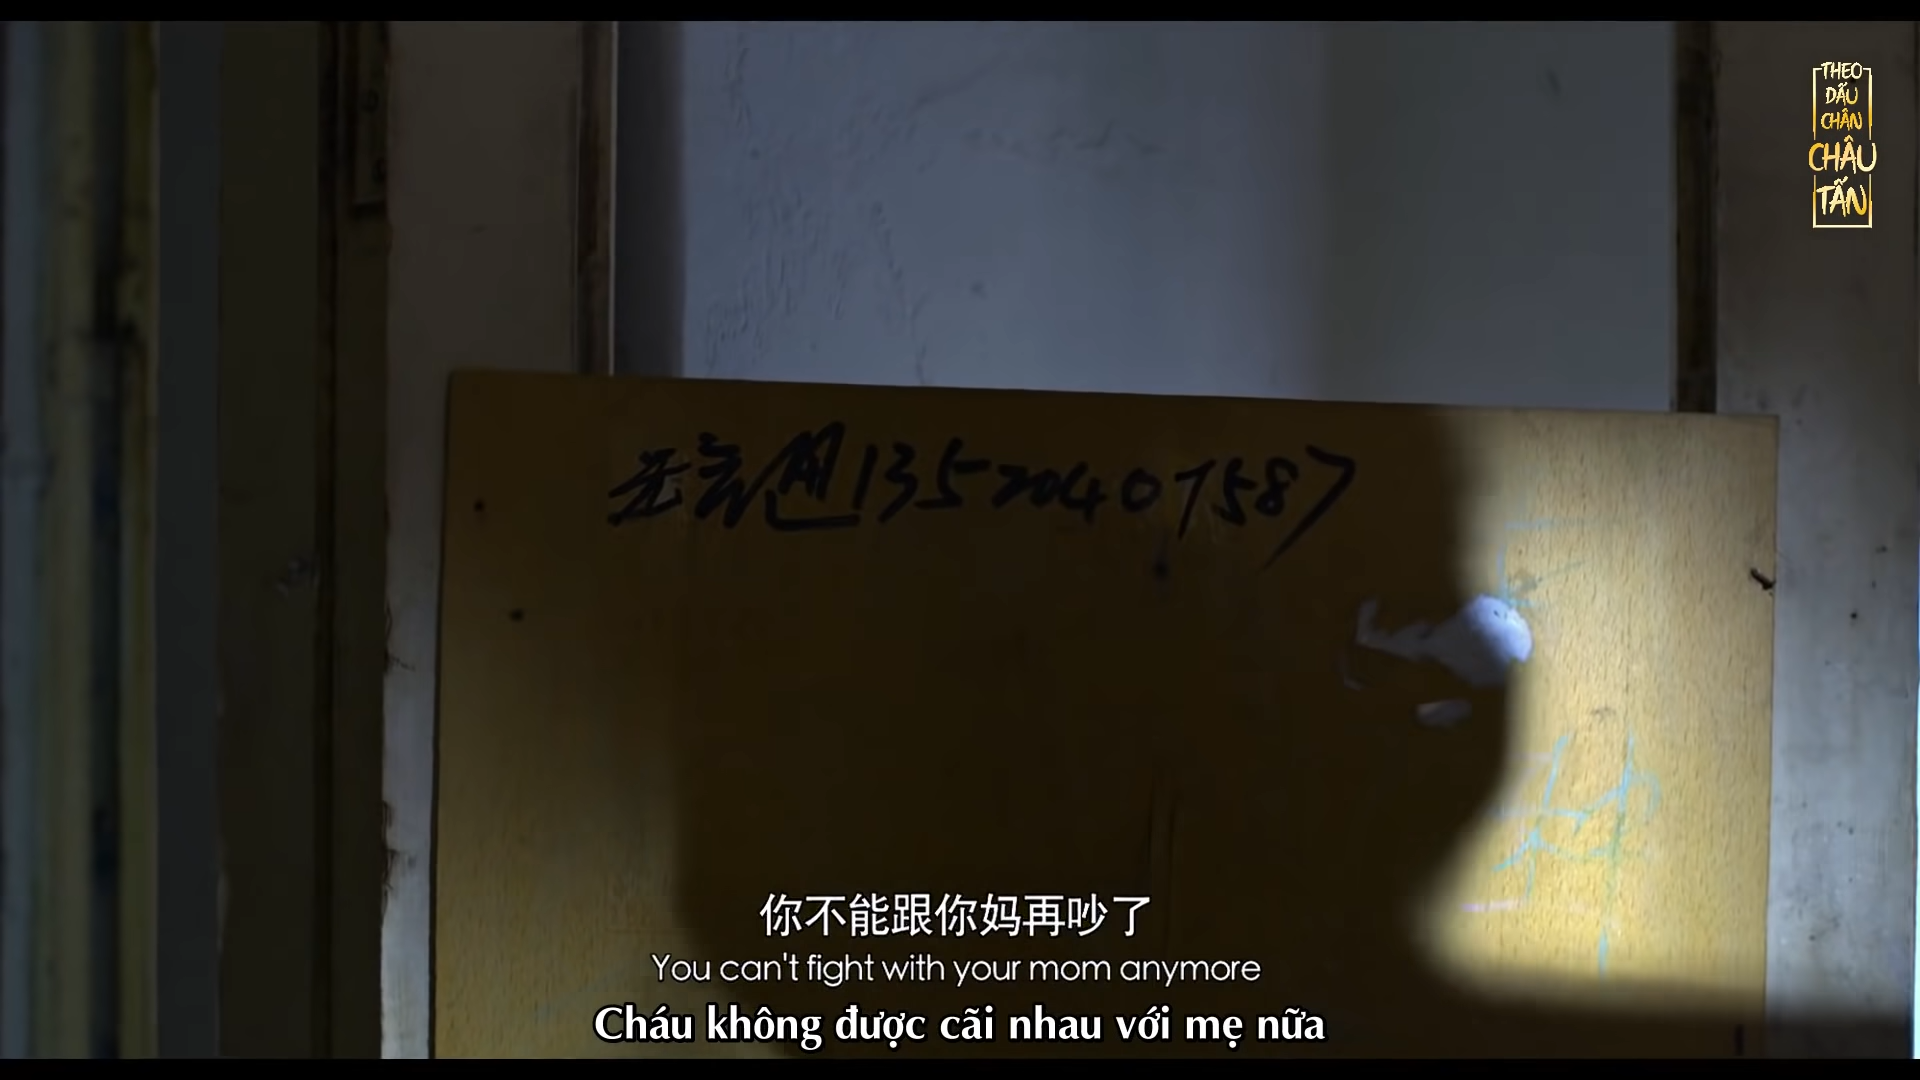 THEO
DẤU
CHÂN
CHÂU
TẤN
13520407587
你不能跟你妈再吵了
You can't fight with your mom anymore
Cháu không được cãi nhau với mẹ nữa